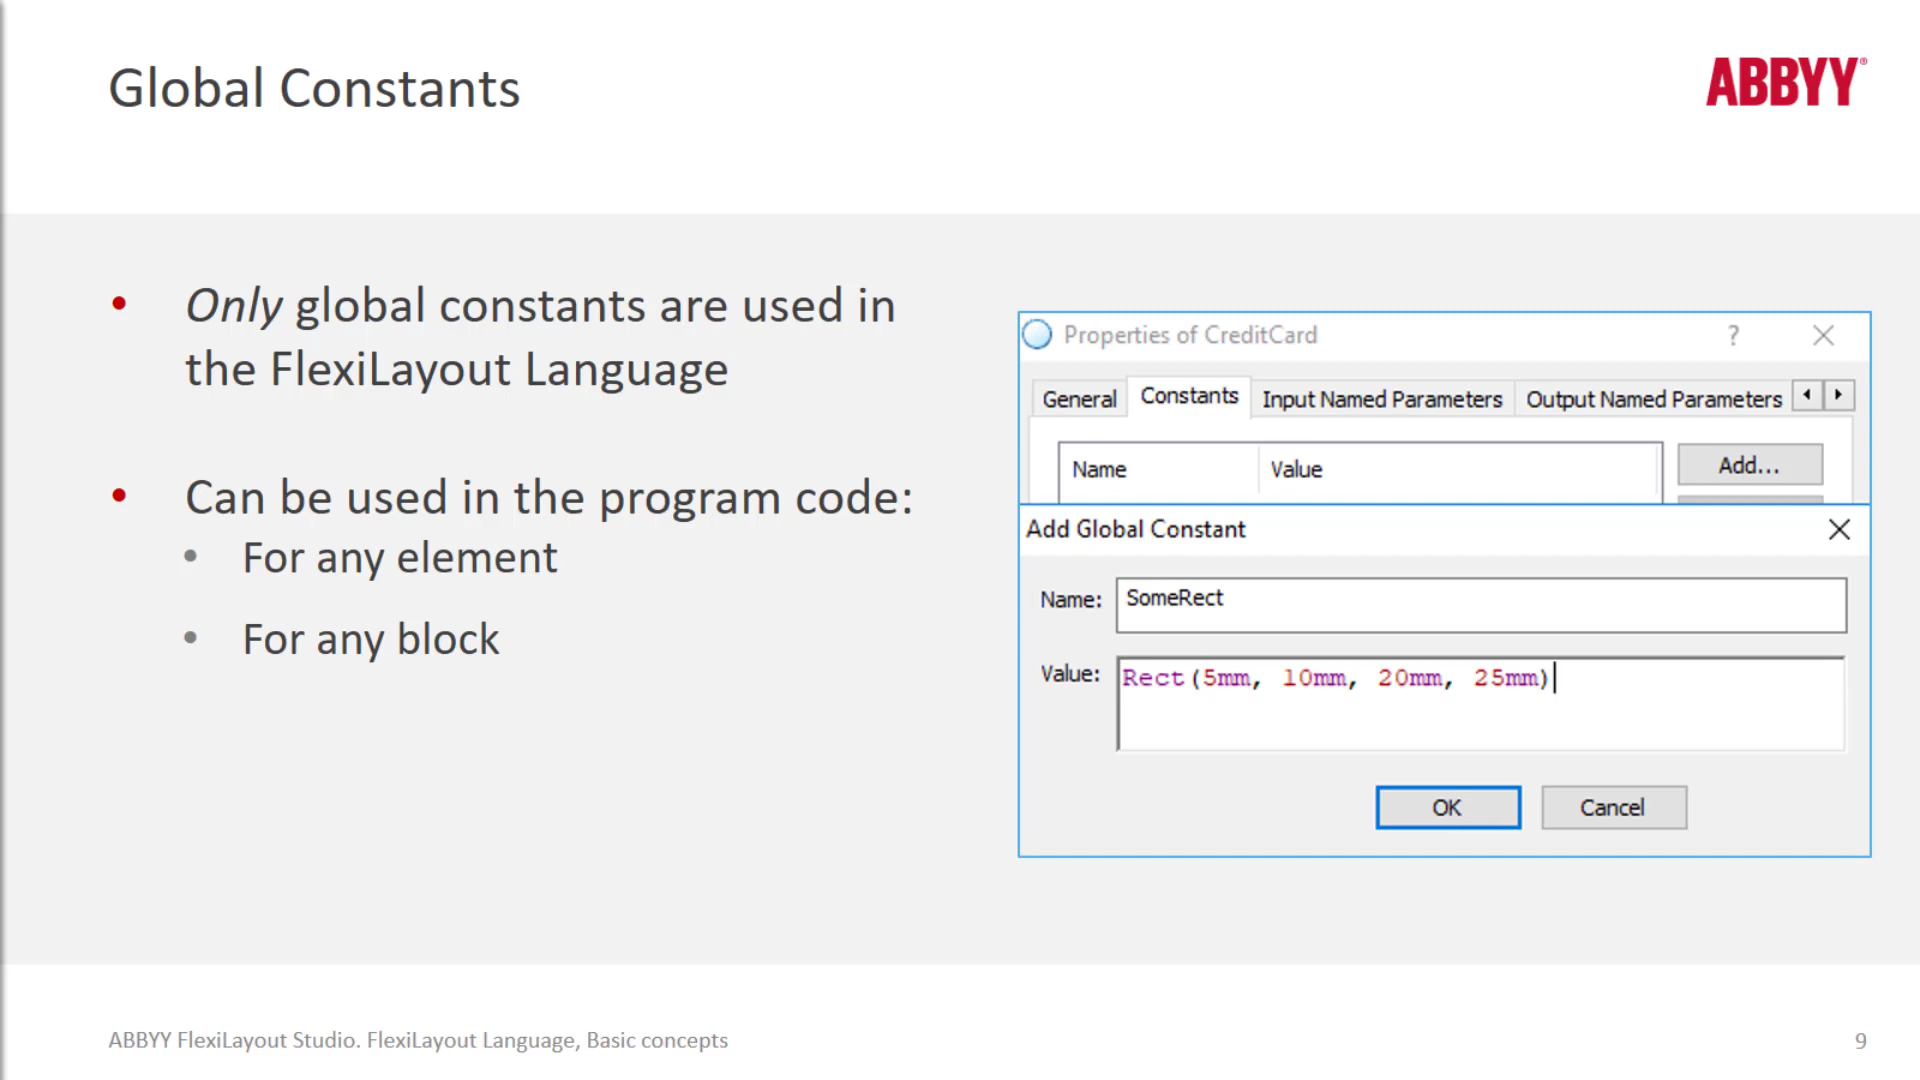 Global Constants
ABBYY®
• Only global constants are used in
the FlexiLayout Language
• Can be used in the program code:
• For any element
• For any block
Properties of CreditCard ?
General Constants Input Named Parameters Output Named Parameters
Name Value Add...
Add Global Constant
Name: SomeRect
Value: Rect(5mm, 10mm, 20mm, 25mm)
OK Cancel
ABBYY FlexiLayout Studio. FlexiLayout Language, Basic concepts 9